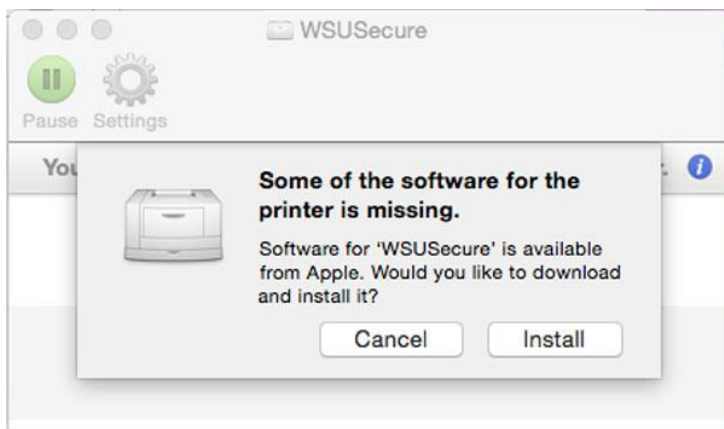 WSUSecure
Pause Settings
Some of the software for the
printer is missing.
Software for ‘WSUSecure’ is available
from Apple. Would you like to download
and install it?
Cancel Install